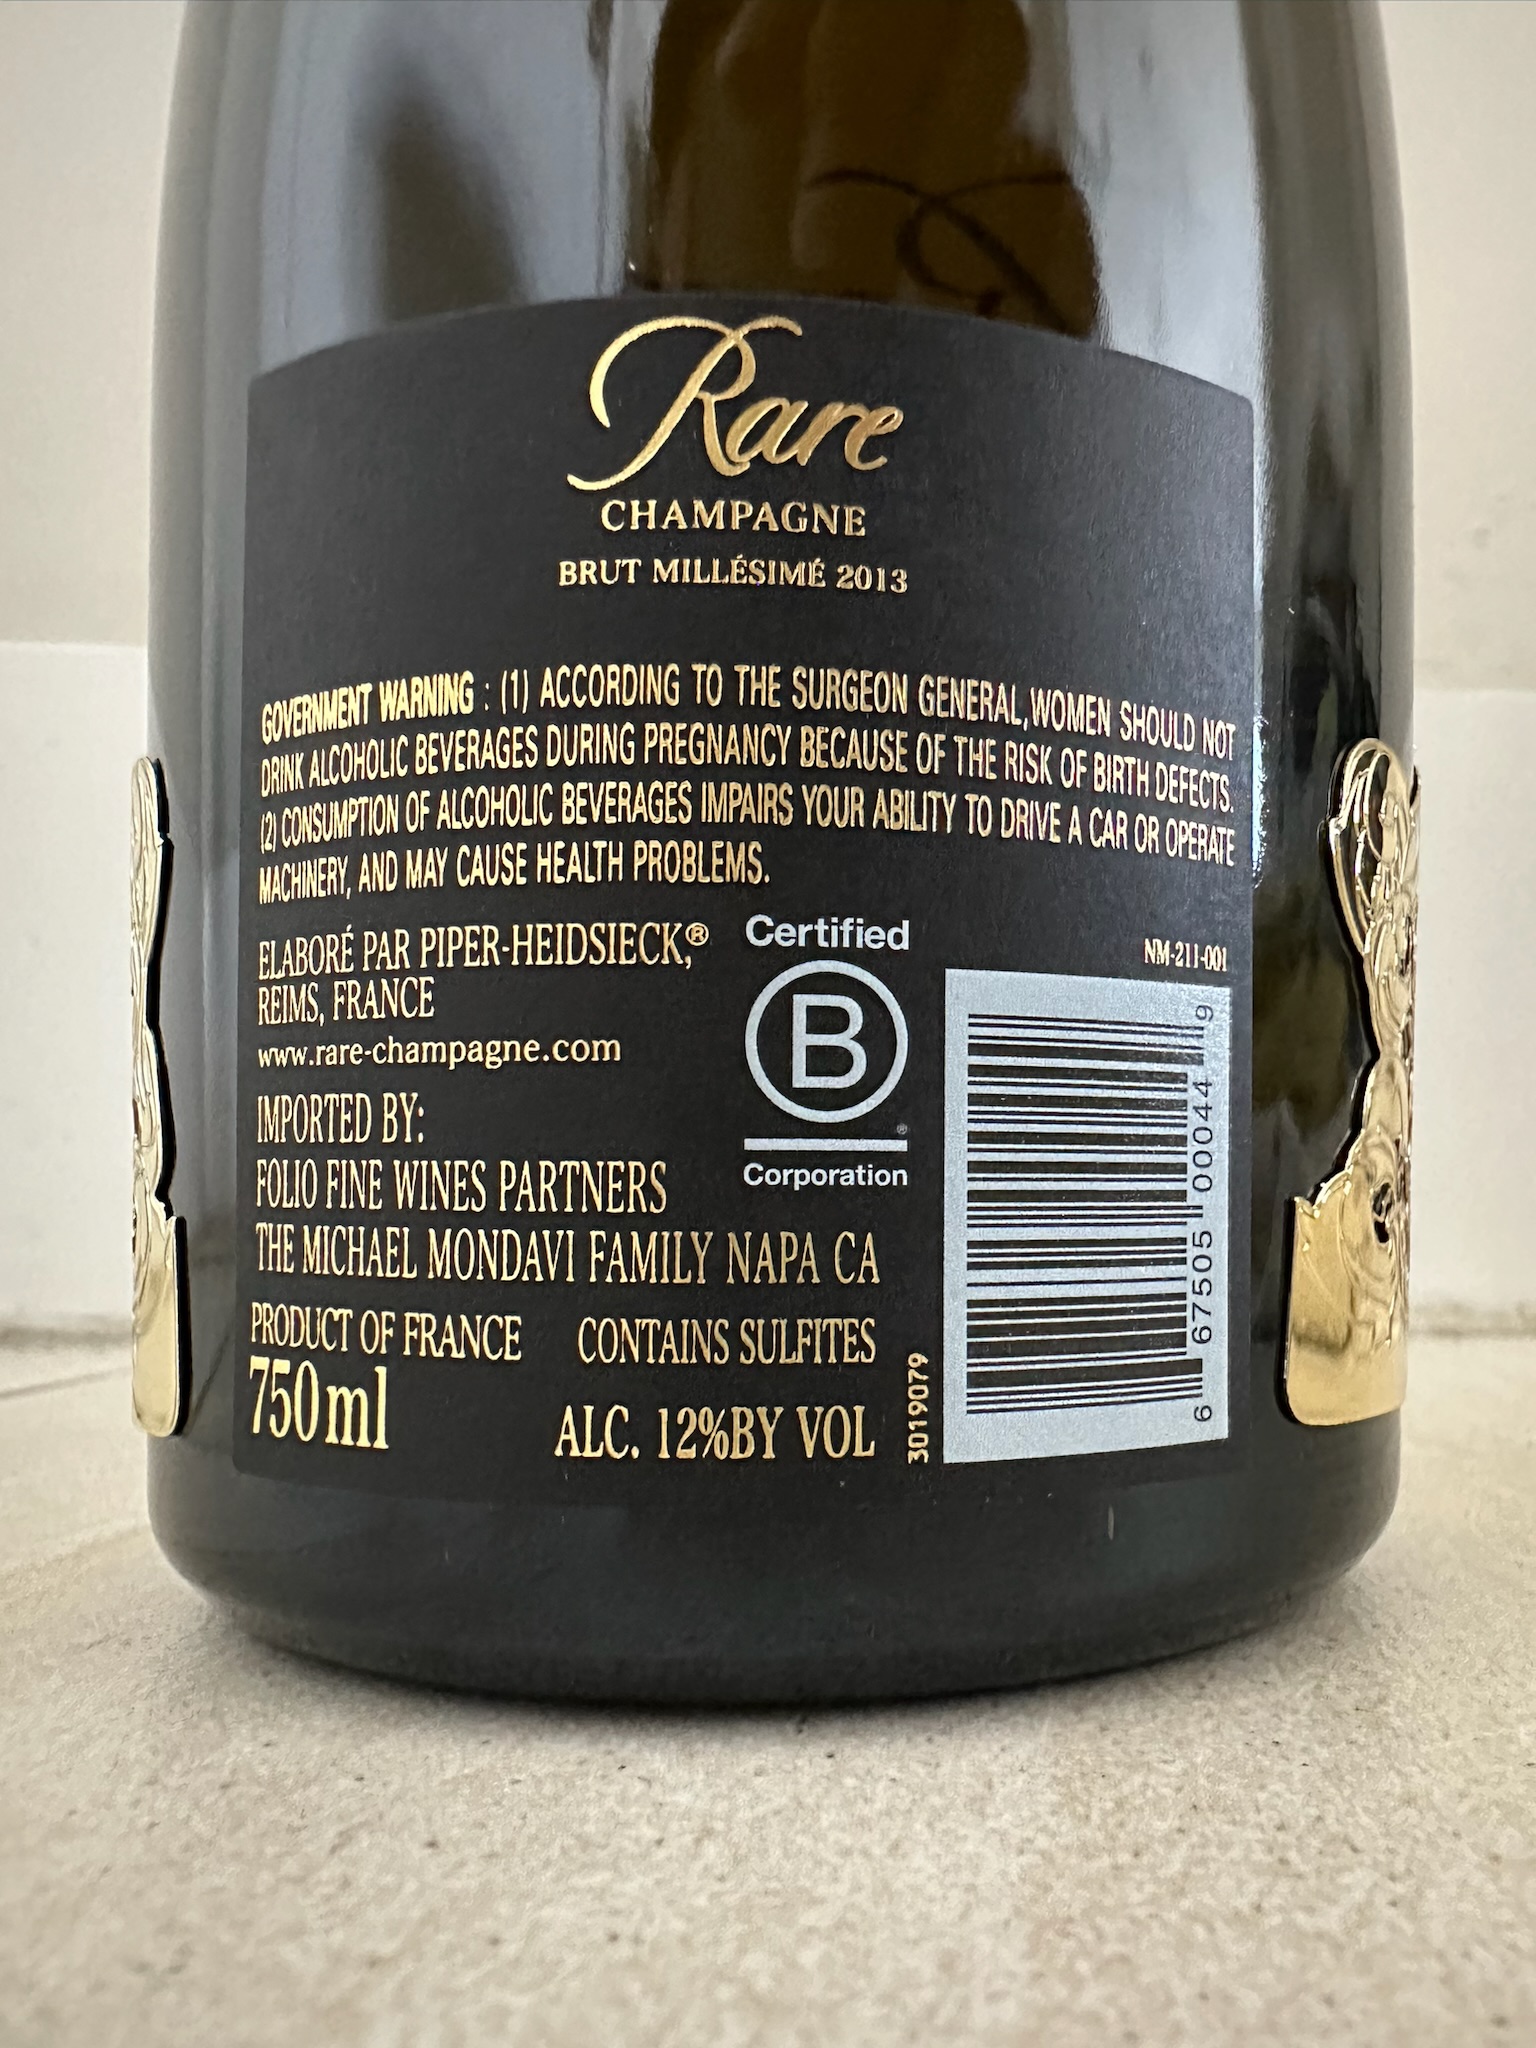 Rare
CHAMPAGNE
BRUT MILLÉSIMÉ 2013
GOVERNMENT WARNING : (1) ACCORDING TO THE SURGEON GENERAL, WOMEN SHOULD NOT
DRINK ALCOHOLIC BEVERAGES DURING PREGNANCY BECAUSE OF THE RISK OF BIRTH DEFECTS.
(2) CONSUMPTION OF ALCOHOLIC BEVERAGES IMPAIRS YOUR ABILITY TO DRIVE A CAR OR OPERATE
MACHINERY, AND MAY CAUSE HEALTH PROBLEMS.
ELABORÉ PAR PIPER-HEIDSIECK,®
REIMS, FRANCE
www.rare-champagne.com
IMPORTED BY:
FOLIO FINE WINES PARTNERS
THE MICHAEL MONDAVI FAMILY NAPA CA
PRODUCT OF FRANCE CONTAINS SULFITES
750 ml ALC. 12%BY VOL
Certified
B
®
Corporation
NM-211-001
3019079
6 67505 00044 9